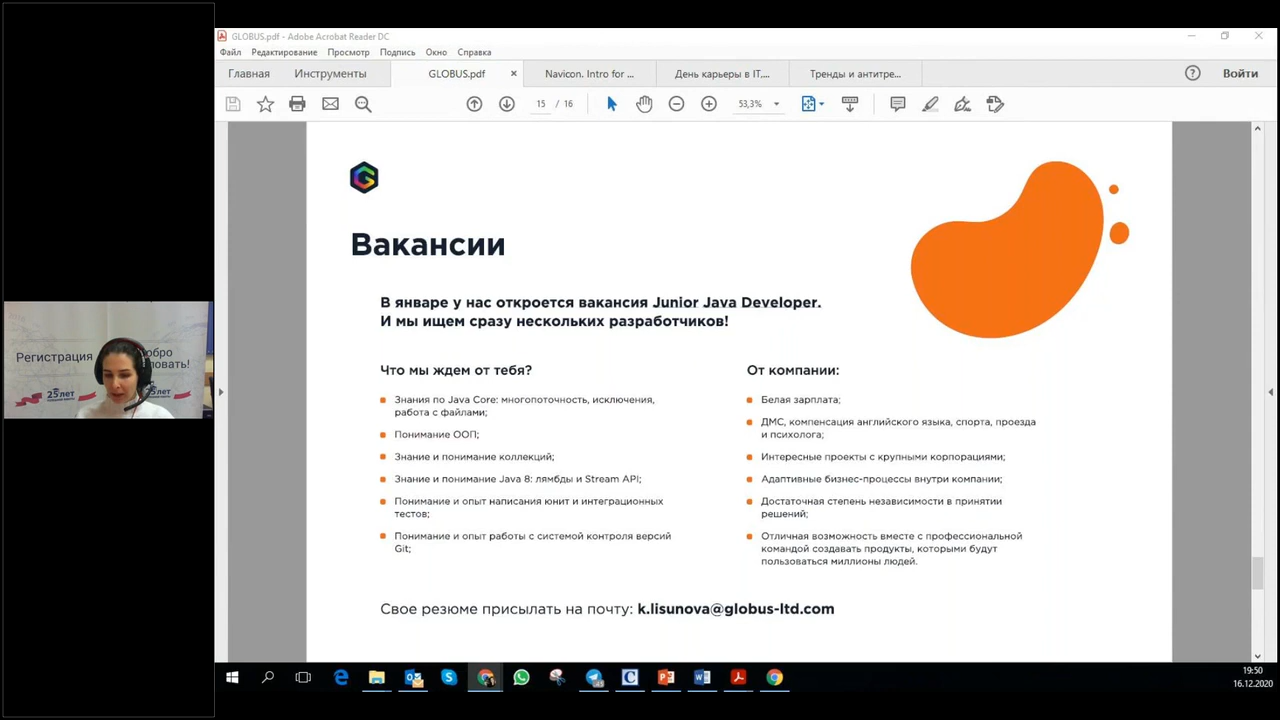 GLOBUS.pdf - Adobe Acrobat Reader DC
Файл Редактирование Просмотр Подпись Окно Справка
Главная Инструменты GLOBUS.pdf × Navicon. Intro for ... День карьеры в IT,... Тренды и антитре... Войти
15 / 16 53,3%
Вакансии
В январе у нас откроется вакансия Junior Java Developer.
И мы ищем сразу нескольких разработчиков!
Что мы ждем от тебя?
Знания по Java Core: многопоточность, исключения,
работа с файлами;
Понимание ООП;
Знание и понимание коллекций;
Знание и понимание Java 8: лямбды и Stream API;
Понимание и опыт написания юнит и интеграционных
тестов;
Понимание и опыт работы с системой контроля версий
Git;
От компании:
Белая зарплата;
ДМС, компенсация английского языка, спорта, проезда
и психолога;
Интересные проекты с крупными корпорациями;
Адаптивные бизнес-процессы внутри компании;
Достаточная степень независимости в принятии
решений;
Отличная возможность вместе с профессиональной
командой создавать продукты, которыми будут
пользоваться миллионы людей.
Свое резюме присылать на почту: k.lisunova@globus-ltd.com
Регистрация
25 лет
25 лет
19:50
16.12.2020